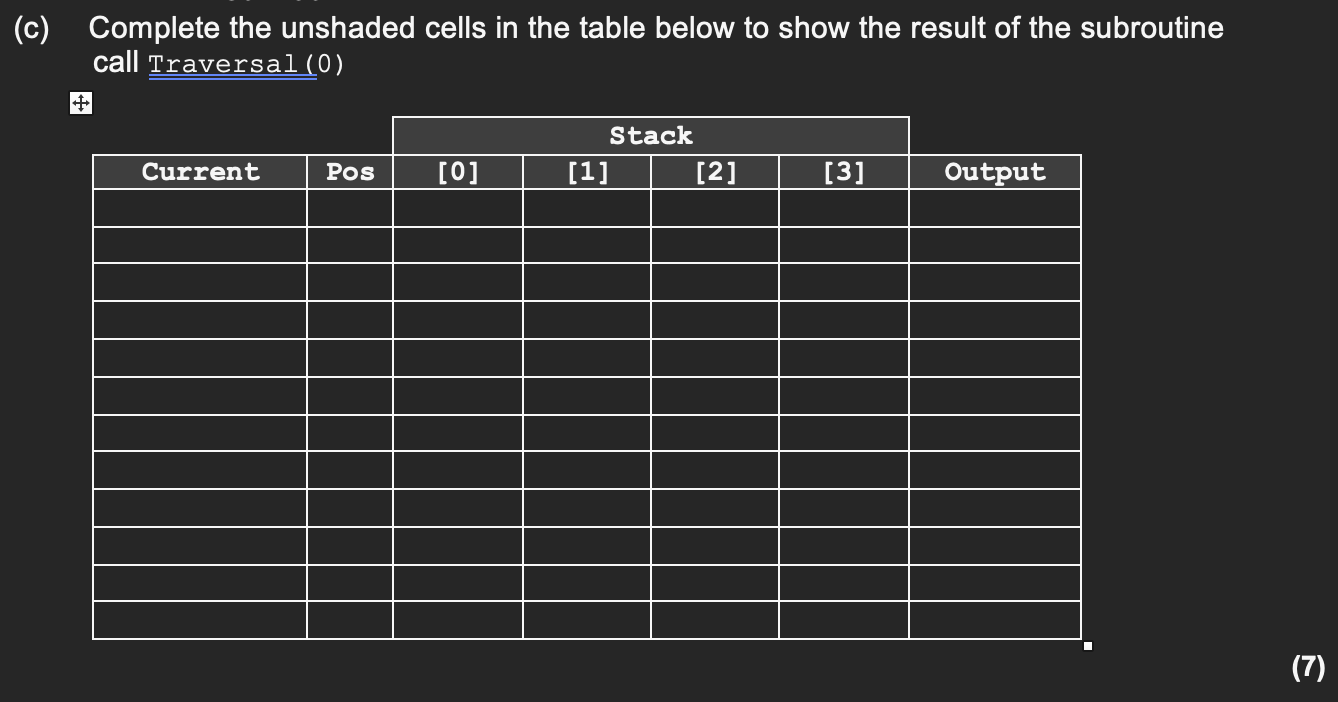 (c) Complete the unshaded cells in the table below to show the result of the subroutine
call Traversal(0)
Stack
Current Pos [0] [1] [2] [3] Output
(7)